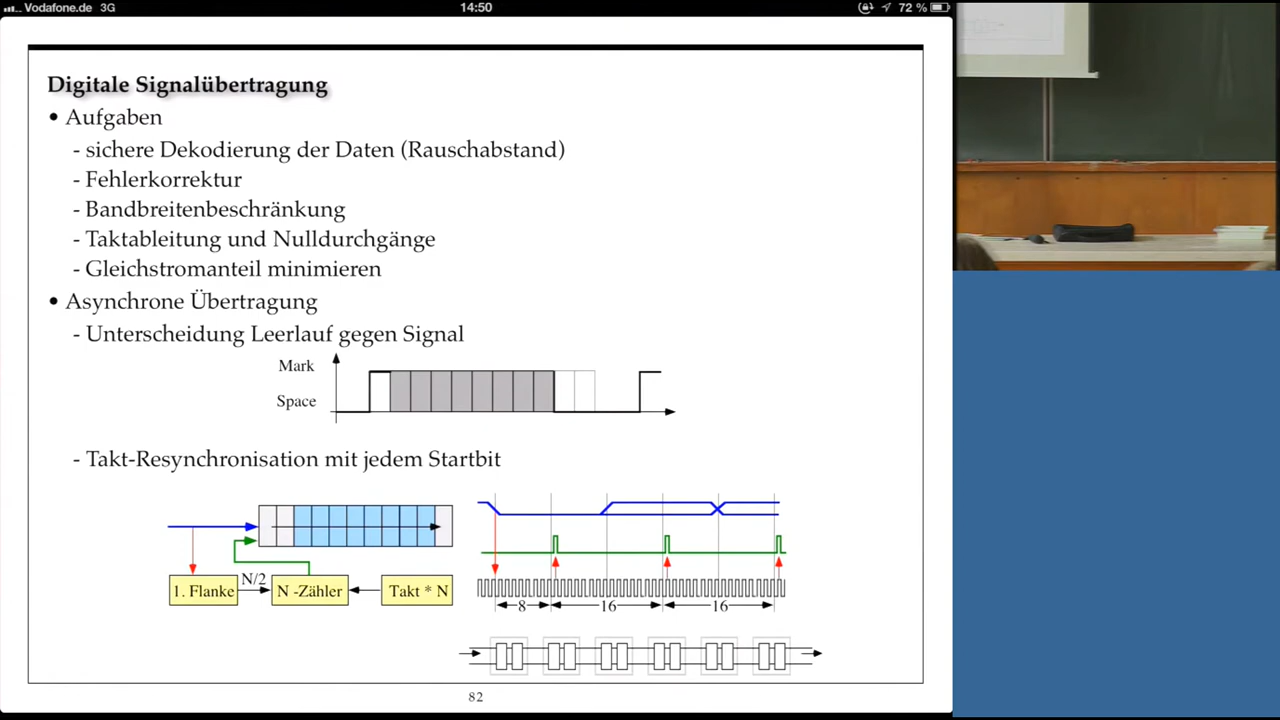 Vodafone.de 3G 14:50 72 %
Digitale Signalübertragung
• Aufgaben
- sichere Dekodierung der Daten (Rauschabstand)
- Fehlerkorrektur
- Bandbreitenbeschränkung
- Taktableitung und Nulldurchgänge
- Gleichstromanteil minimieren
• Asynchrone Übertragung
- Unterscheidung Leerlauf gegen Signal
Mark
Space
- Takt-Resynchronisation mit jedem Startbit
1. Flanke N/2 N -Zähler Takt * N
8 16 16
82